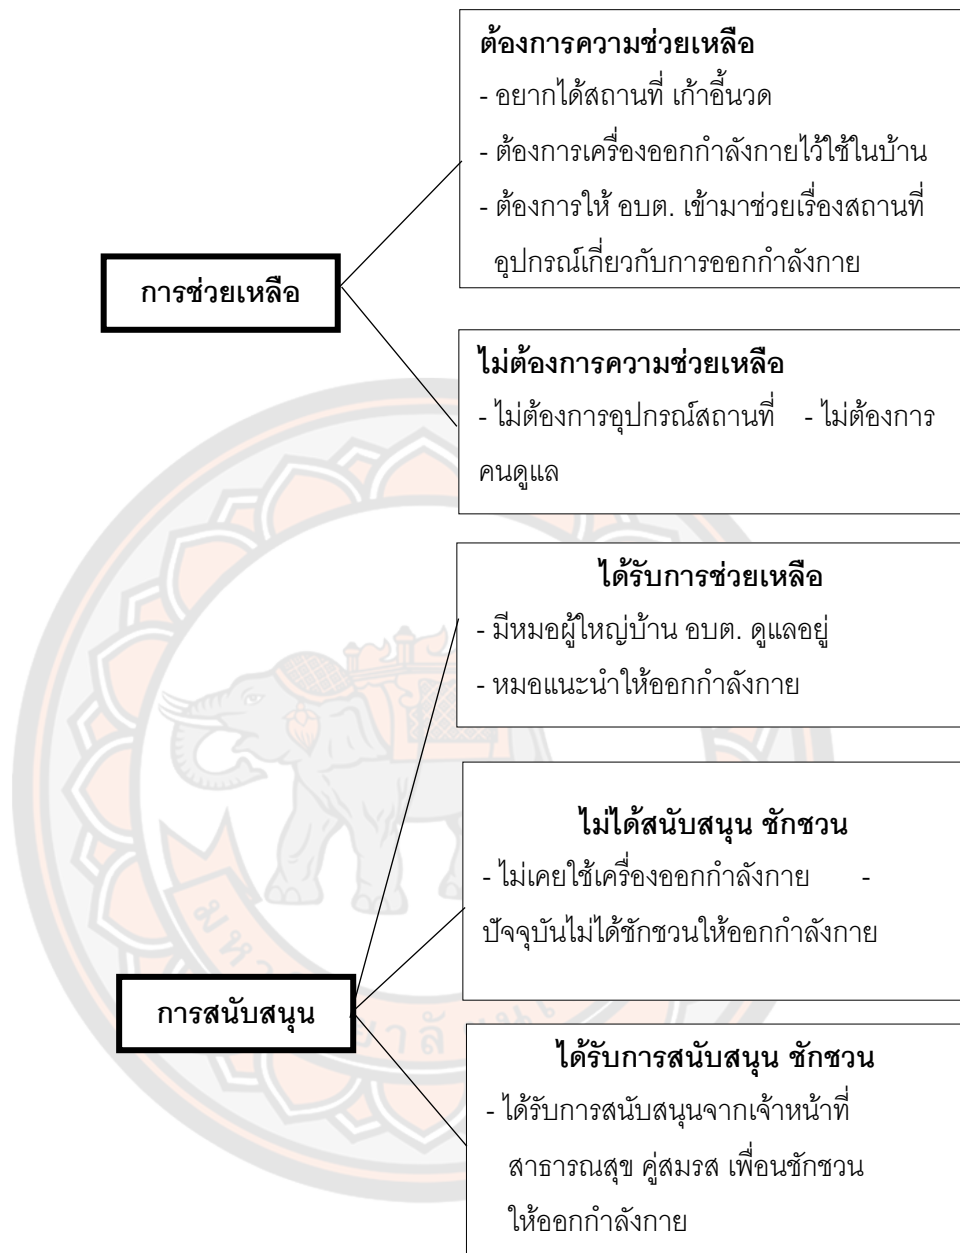 ต้องการความช่วยเหลือ
- อยากได้สถานที่ เก้าอี้นวด
- ต้องการเครื่องออกกำลังกายไว้ใช้ในบ้าน
- ต้องการให้ อบต. เข้ามาช่วยเรื่องสถานที่
อุปกรณ์เกี่ยวกับการออกกำลังกาย
การช่วยเหลือ
ไม่ต้องการความช่วยเหลือ
- ไม่ต้องการอุปกรณ์สถานที่ - ไม่ต้องการ
คนดูแล
ได้รับการช่วยเหลือ
- มีหมอผู้ใหญ่บ้าน อบต. ดูแลอยู่
- หมอแนะนำให้ออกกำลังกาย
ไม่ได้สนับสนุน ชักชวน
- ไม่เคยใช้เครื่องออกกำลังกาย -
ปัจจุบันไม่ได้ชักชวนให้ออกกำลังกาย
การสนับสนุน
ได้รับการสนับสนุน ชักชวน
- ได้รับการสนับสนุนจากเจ้าหน้าที่
สาธารณสุข คู่สมรส เพื่อนชักชวน
ให้ออกกำลังกาย